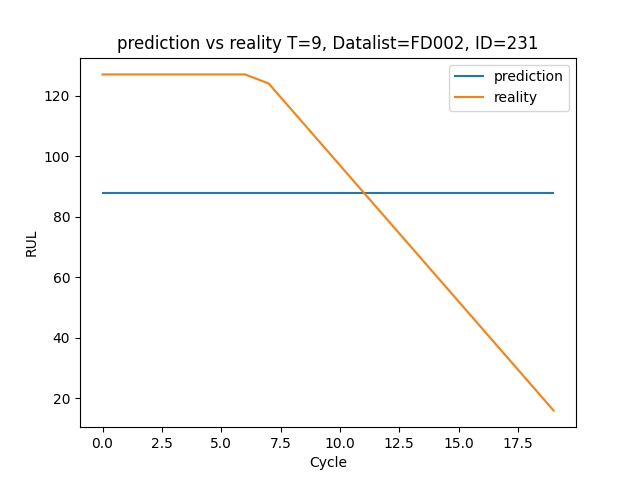 prediction vs reality T=9, Datalist=FD002, ID=231
prediction
reality
120
100
80
60
40
20
RUL
0.0 2.5 5.0 7.5 10.0 12.5 15.0 17.5
Cycle